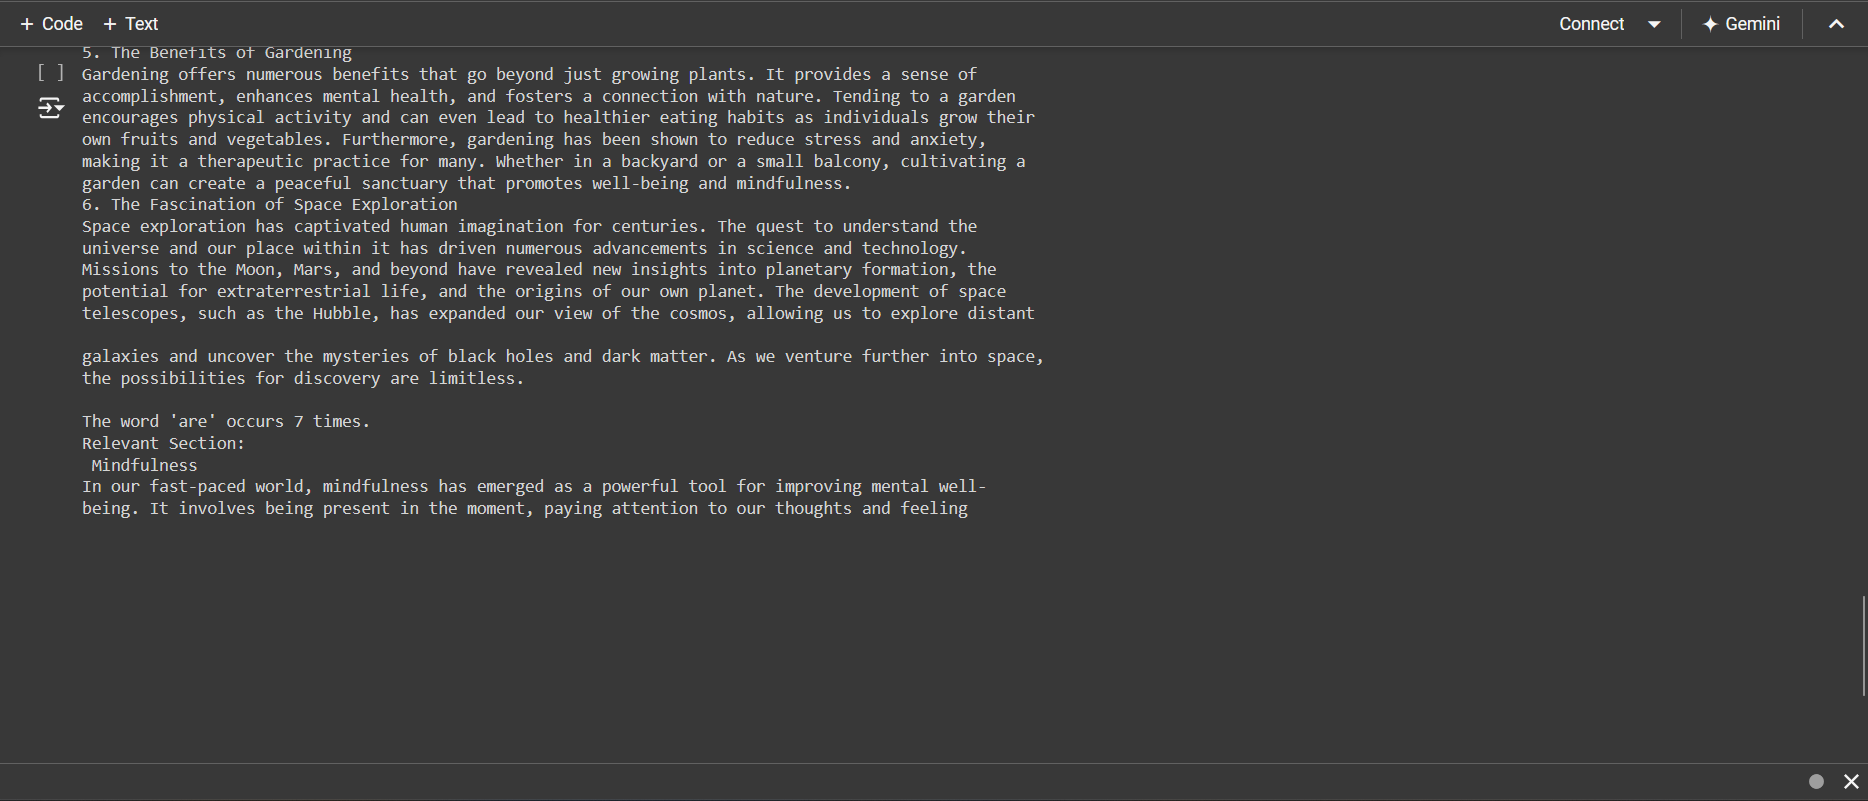 + Code + Text Connect Gemini
5. The Benefits of Gardening
[ ] Gardening offers numerous benefits that go beyond just growing plants. It provides a sense of
accomplishment, enhances mental health, and fosters a connection with nature. Tending to a garden
encourages physical activity and can even lead to healthier eating habits as individuals grow their
own fruits and vegetables. Furthermore, gardening has been shown to reduce stress and anxiety,
making it a therapeutic practice for many. Whether in a backyard or a small balcony, cultivating a
garden can create a peaceful sanctuary that promotes well-being and mindfulness.
6. The Fascination of Space Exploration
Space exploration has captivated human imagination for centuries. The quest to understand the
universe and our place within it has driven numerous advancements in science and technology.
Missions to the Moon, Mars, and beyond have revealed new insights into planetary formation, the
potential for extraterrestrial life, and the origins of our own planet. The development of space
telescopes, such as the Hubble, has expanded our view of the cosmos, allowing us to explore distant
galaxies and uncover the mysteries of black holes and dark matter. As we venture further into space,
the possibilities for discovery are limitless.
The word 'are' occurs 7 times.
Relevant Section:
Mindfulness
In our fast-paced world, mindfulness has emerged as a powerful tool for improving mental well-
being. It involves being present in the moment, paying attention to our thoughts and feeling